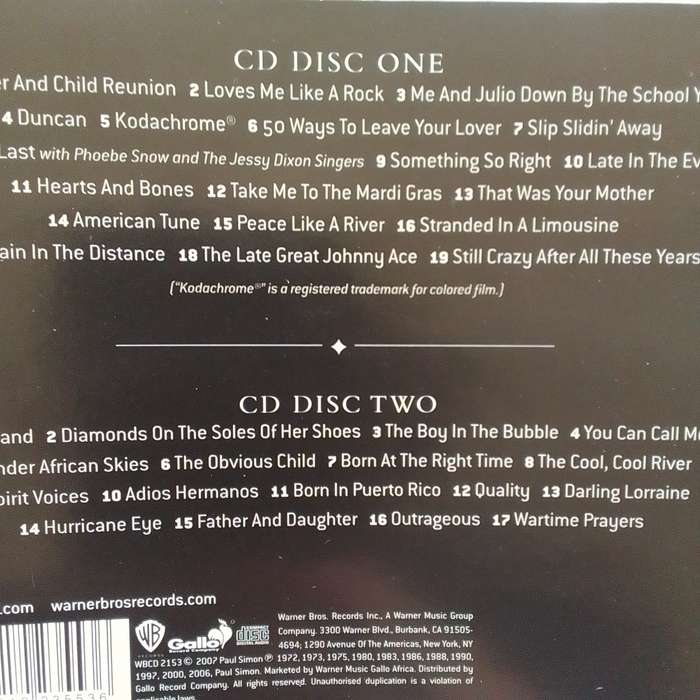 CD DISC ONE
r And Child Reunion 2 Loves Me Like A Rock 3 Me And Julio Down By The School Y
4 Duncan 5 Kodachrome® 6 50 Ways To Leave Your Lover 7 Slip Slidin' Away
Last with Phoebe Snow and The Jessy Dixon Singers 9 Something So Right 10 Late In The Ev
11 Hearts And Bones 12 Take Me To The Mardi Gras 13 That Was Your Mother
14 American Tune 15 Peace Like A River 16 Stranded In A Limousine
ain In The Distance 18 The Late Great Johnny Ace 19 Still Crazy After All These Years
("Kodachrome®" is a registered trademark for colored film.)
CD DISC TWO
and 2 Diamonds On The Soles Of Her Shoes 3 The Boy In The Bubble 4 You Can Call M
nder African Skies 6 The Obvious Child 7 Born At The Right Time 8 The Cool, Cool River
pirit Voices 10 Adios Hermanos 11 Born In Puerto Rico 12 Quality 13 Darling Lorraine
14 Hurricane Eye 15 Father And Daughter 16 Outrageous 17 Wartime Prayers
.com warnerbrosrecords.com
WB RECORDS Gallo Record Company COMPACT disc DIGITAL AUDIO
Warner Bros. Records Inc., A Warner Music Group
Company. 3300 Warner Blvd., Burbank, CA 91505-
4694; 1290 Avenue Of The Americas, New York, NY
WBCD 2153 © 2007 Paul Simon ℗ 1972, 1973, 1975, 1980, 1983, 1986, 1988, 1990,
1997, 2000, 2006, Paul Simon. Marketed by Warner Music Gallo Africa. Distributed by
Gallo Record Company. All rights reserved. Unauthorised duplication is a violation of
applicable laws